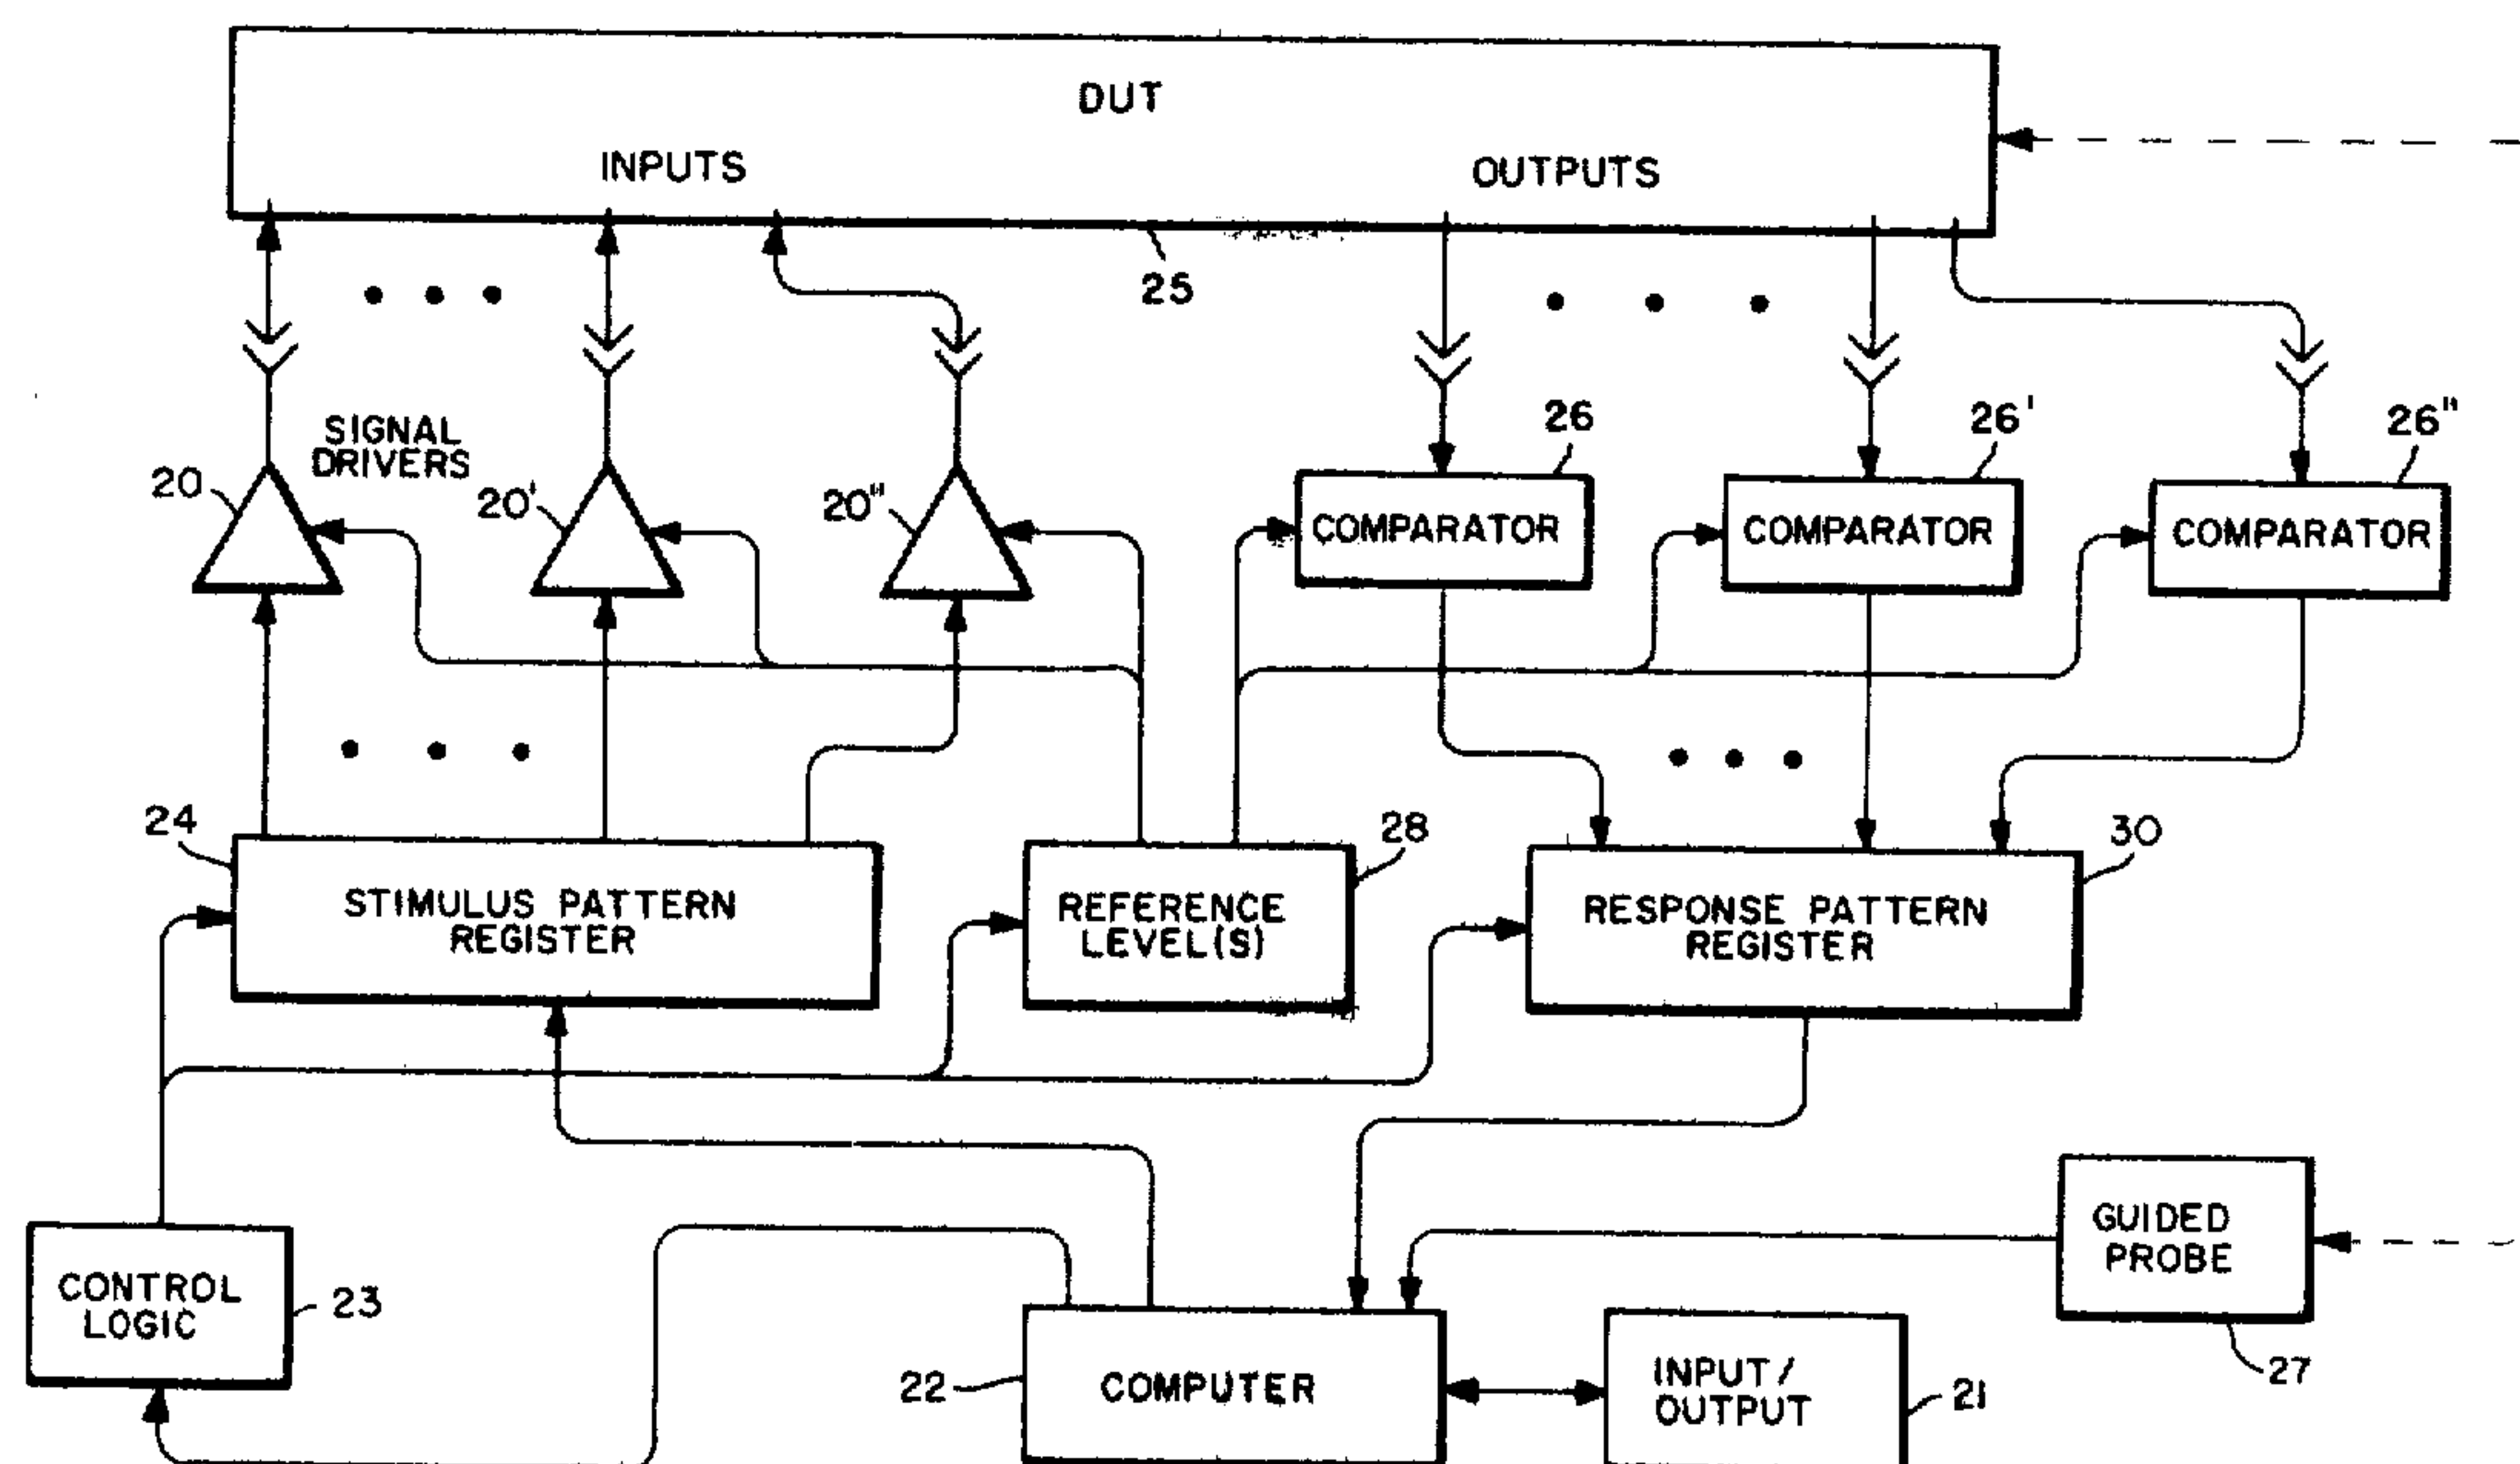 DUT
INPUTS
OUTPUTS
25
SIGNAL
DRIVERS
20
20'
20"
26
26'
26"
COMPARATOR
COMPARATOR
COMPARATOR
24
28
30
STIMULUS PATTERN
REGISTER
REFERENCE
LEVEL(S)
RESPONSE PATTERN
REGISTER
CONTROL
LOGIC
23
GUIDED
PROBE
27
22
COMPUTER
INPUT/
OUTPUT
21